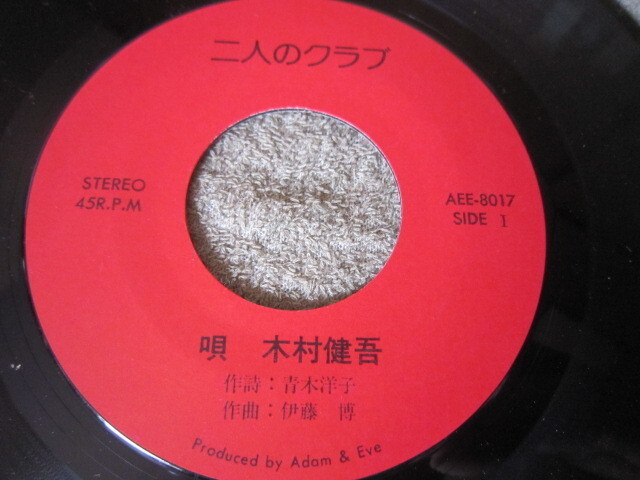 二人のクラブ
STEREO
45R.P.M
AEE-8017
SIDE I
唄 木村健吾
作詩：青木洋子
作曲：伊藤 博
Produced by Adam & Eve